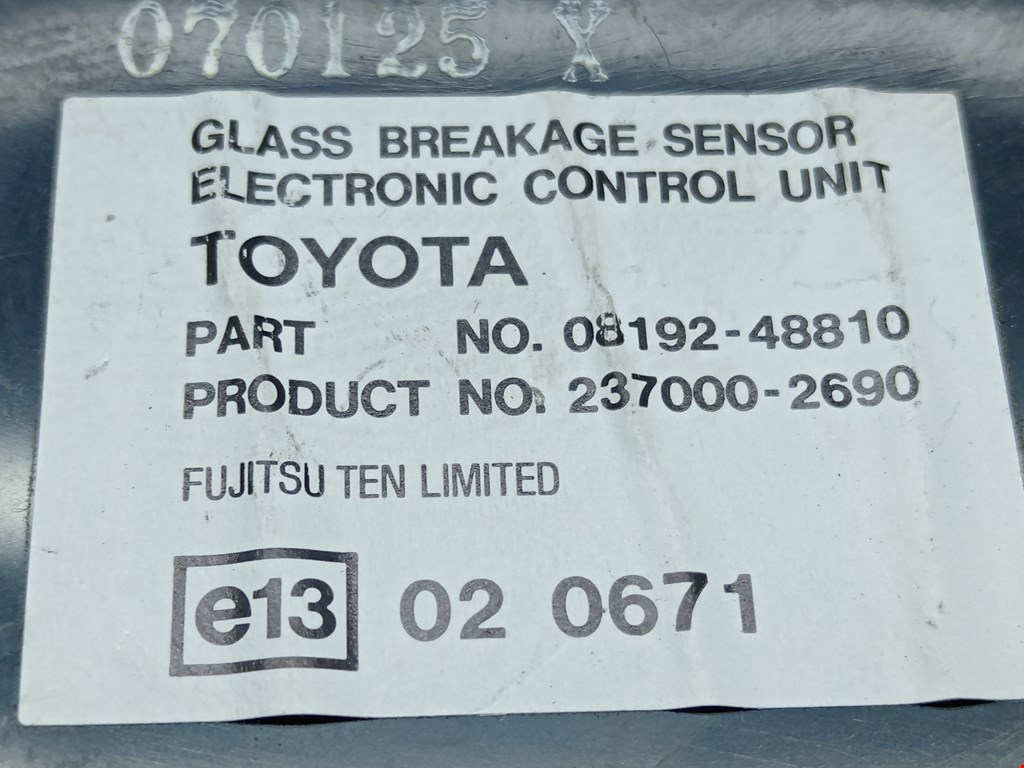 070125 Y
GLASS BREAKAGE SENSOR
ELECTRONIC CONTROL UNIT
TOYOTA
PART NO. 08192-48810
PRODUCT NO. 237000-2690
FUJITSU TEN LIMITED
e13 02 0671